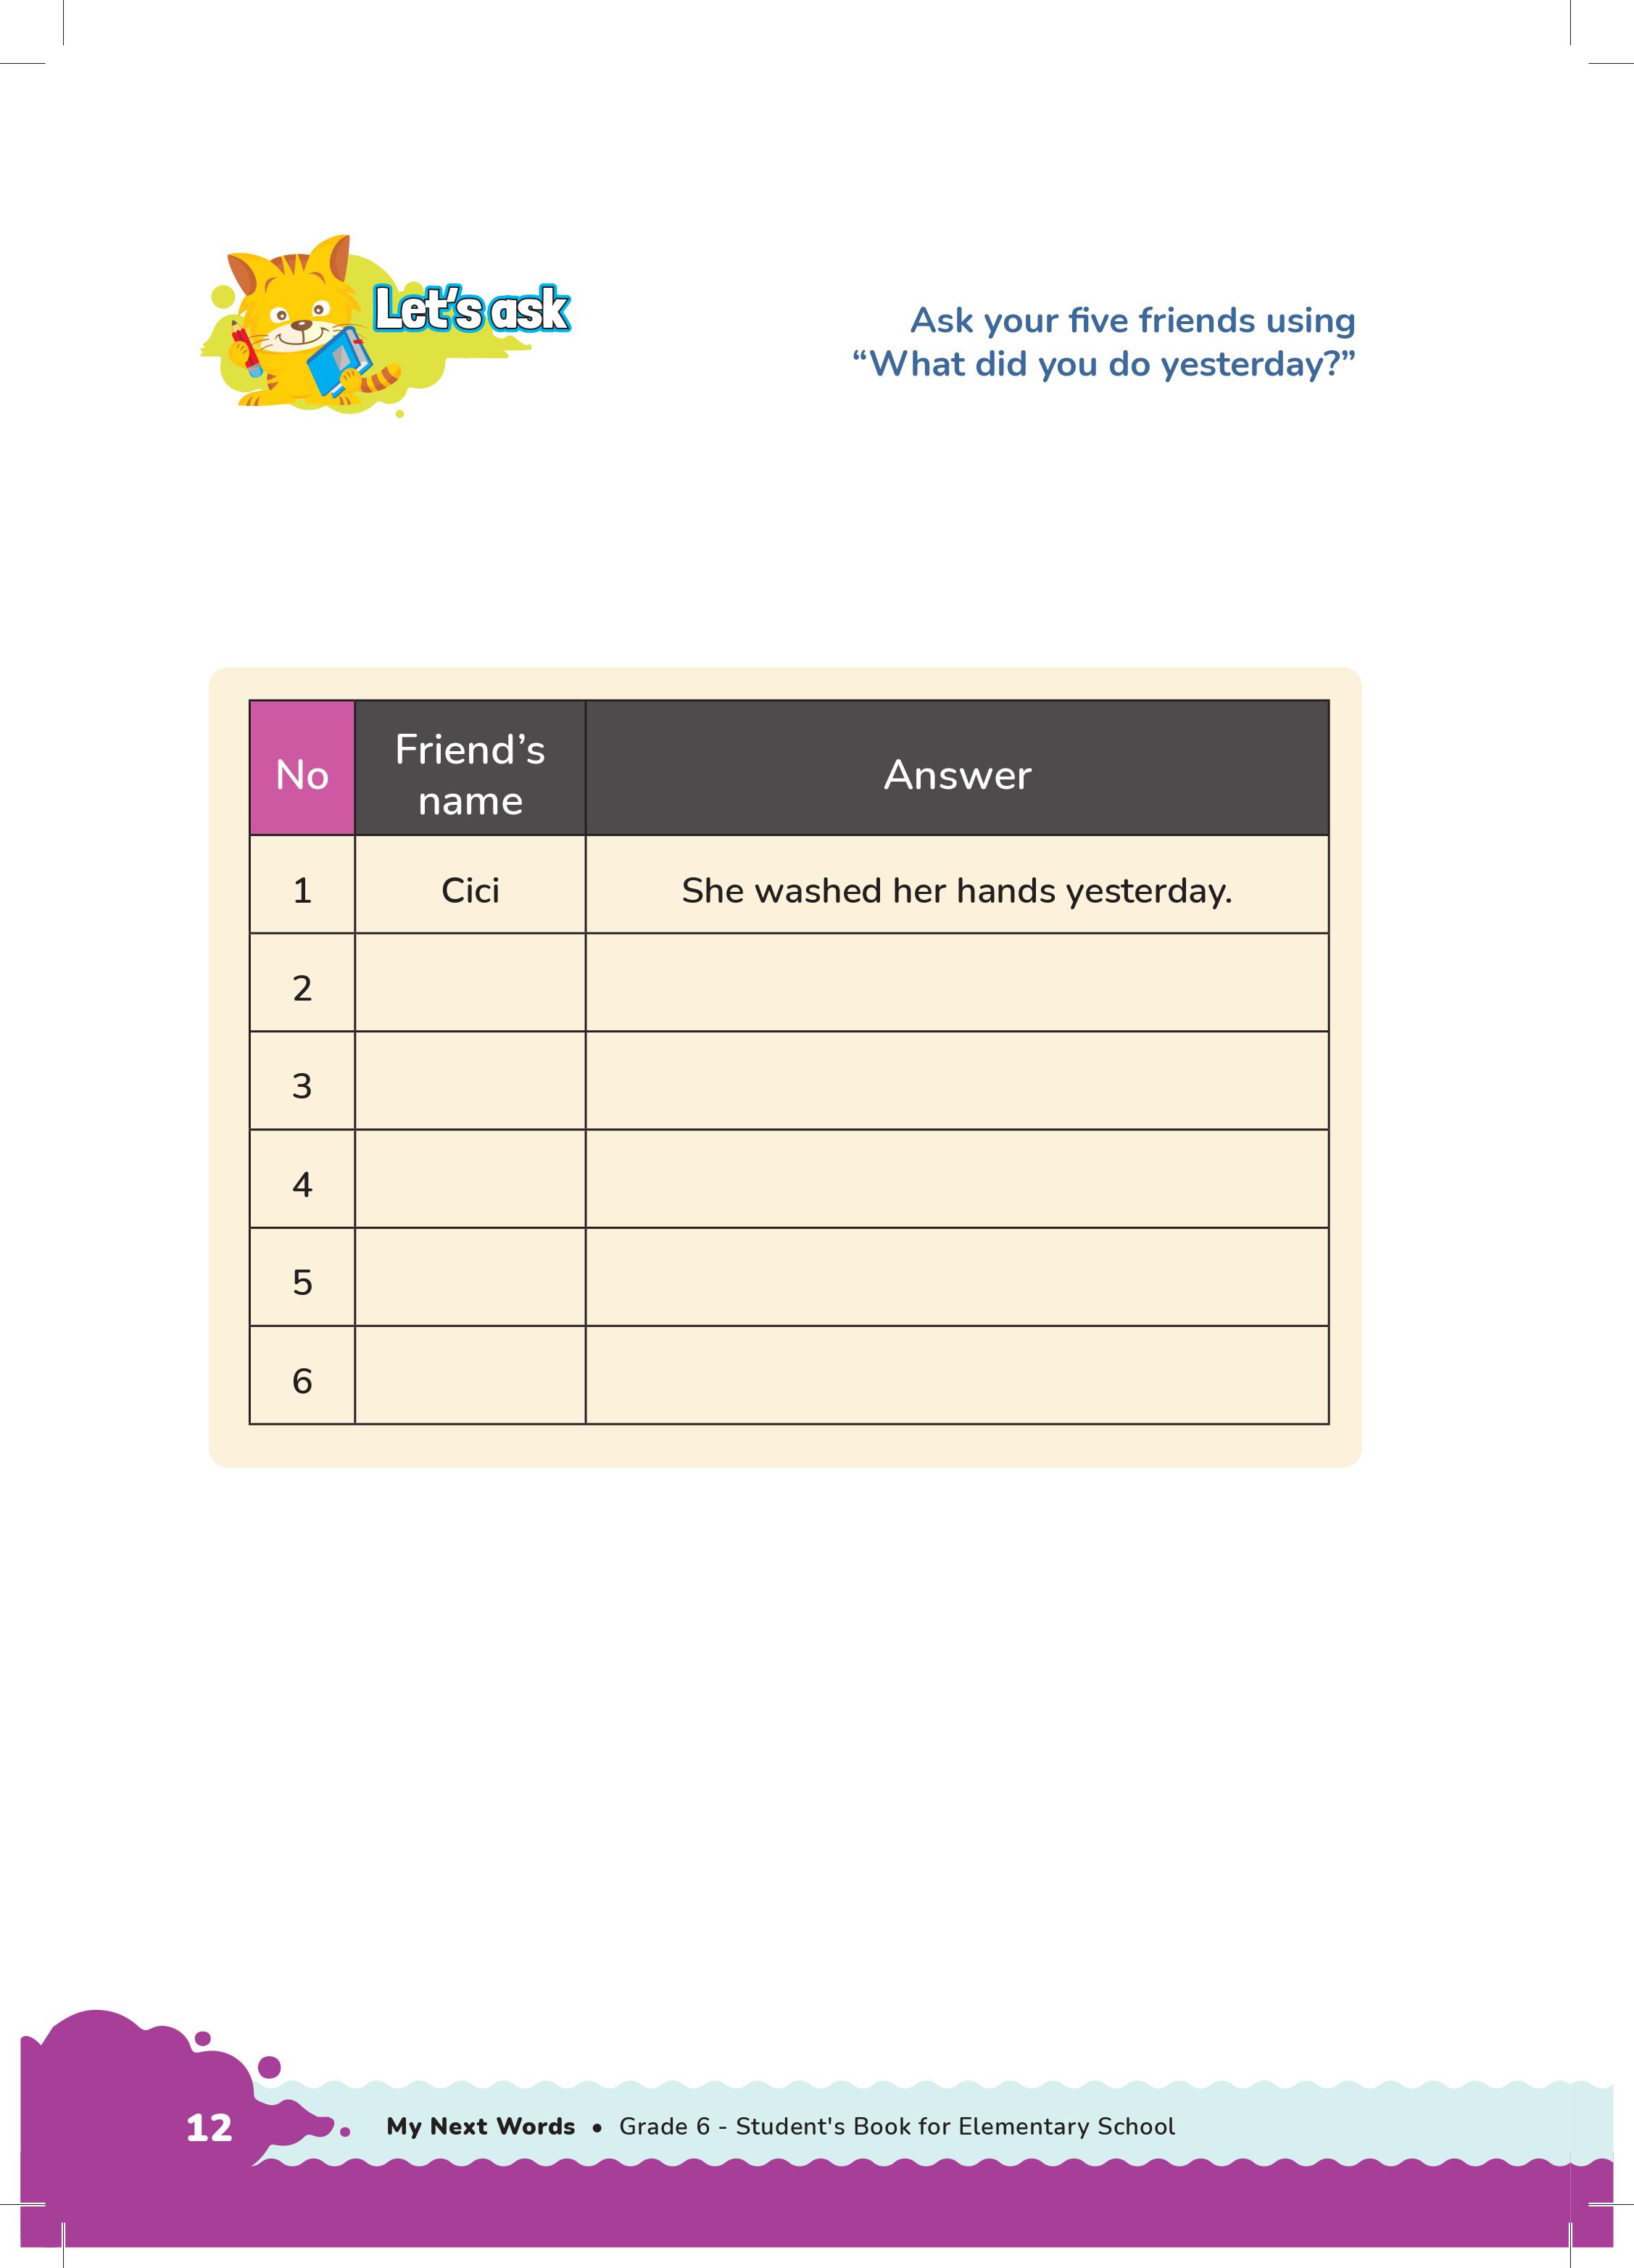 Let's ask
Ask your five friends using
“What did you do yesterday?”
No
Friend’s
name
Answer
1
Cici
She washed her hands yesterday.
2
3
4
5
6
12
My Next Words • Grade 6 - Student's Book for Elementary School